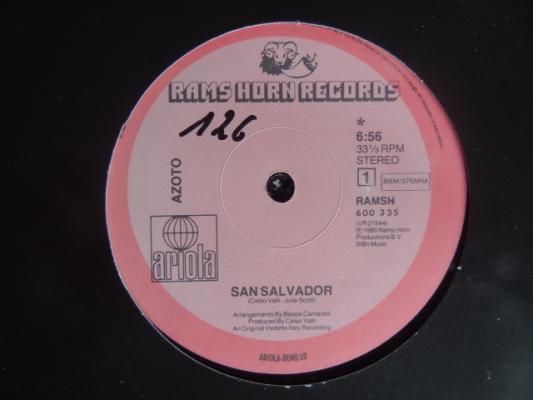 RAMS HORN RECORDS
126
AZOTO
*
6:56
33⅓ RPM
STEREO
1
BIEM/STEMRA
RAMSH
600 335
(VR 21544)
℗ 1980 Rams Horn
Productions B.V.
Music
ariola
SAN SALVADOR
(Celso Valli - Julie Scott)
Arrangements By Beppe Cantarelli
Produced By Celso Valli
An Original Vedette Italy Recording
ARIOLA-BENELUX